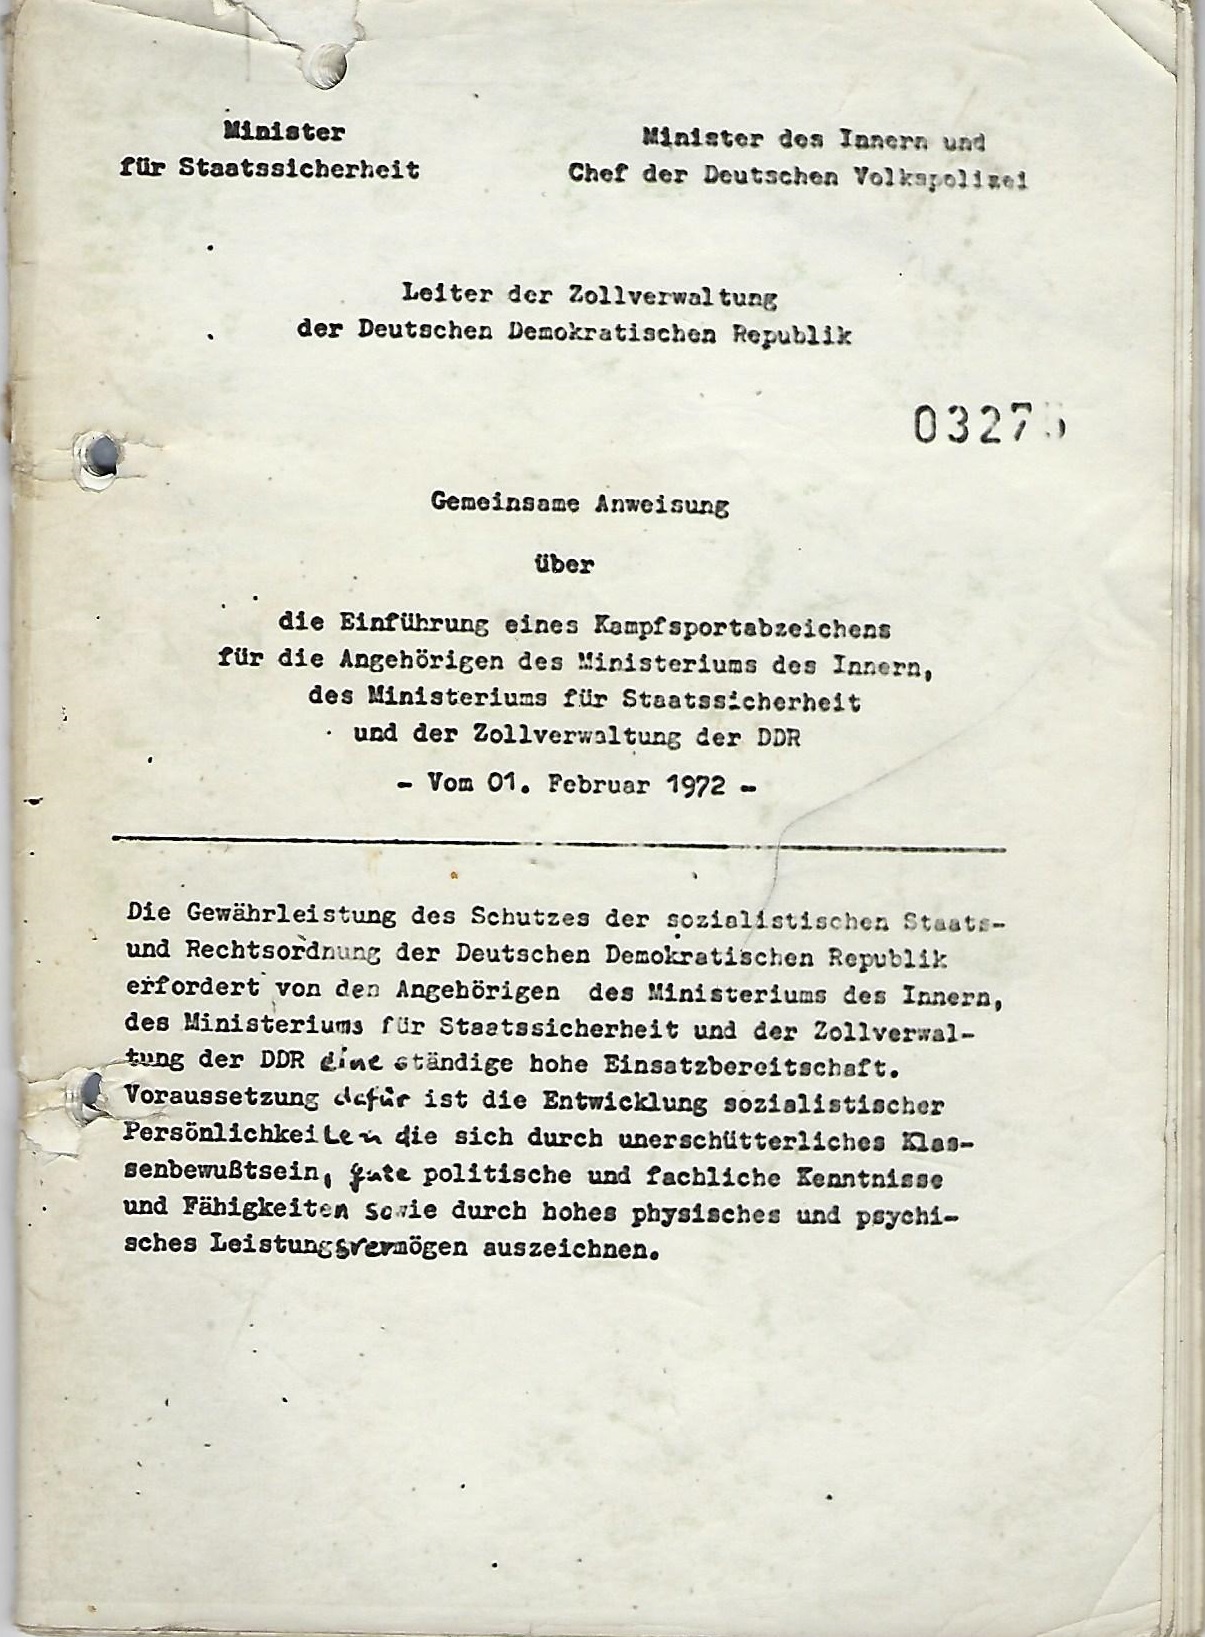 Minister
für Staatssicherheit
Minister des Innern und
Chef der Deutschen Volkspolizei
Leiter der Zollverwaltung
der Deutschen Demokratischen Republik
Gemeinsame Anweisung
über
die Einführung eines Kampfsportabzeichens
für die Angehörigen des Ministeriums des Innern,
des Ministeriums für Staatssicherheit
und der Zollverwaltung der DDR
- Vom 01. Februar 1972 -
Die Gewährleistung des Schutzes der sozialistischen Staats-
und Rechtsordnung der Deutschen Demokratischen Republik
erfordert von den Angehörigen des Ministeriums des Innern,
des Ministeriums für Staatssicherheit und der Zollverwal-
tung der DDR eine ständige hohe Einsatzbereitschaft.
Voraussetzung dafür ist die Entwicklung sozialistischer
Persönlichkeiten die sich durch unerschütterliches Klas-
senbewußtsein, gute politische und fachliche Kenntnisse
und Fähigkeiten sowie durch hohes physisches und psychi-
sches Leistungsvermögen auszeichnen.